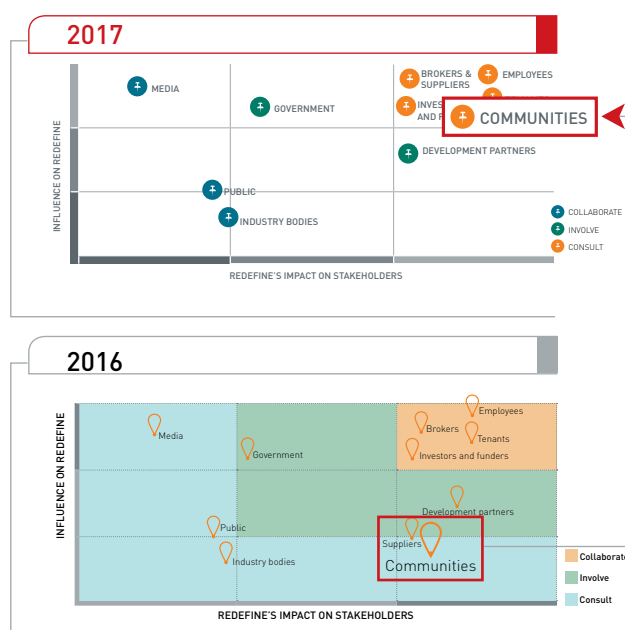 2017
BROKERS &
SUPPLIERS
EMPLOYEES
MEDIA
GOVERNMENT
COMMUNITIES
DEVELOPMENT PARTNERS
PUBLIC
INDUSTRY BODIES
INFLUENCE ON REDEFINE
COLLABORATE
INVOLVE
CONSULT
REDEFINE'S IMPACT ON STAKEHOLDERS
2016
Employees
Brokers
Media
Tenants
Government
Investors and funders
Development partners
Public
Suppliers
Industry bodies
Communities
INFLUENCE ON REDEFINE
Collaborate
Involve
Consult
REDEFINE'S IMPACT ON STAKEHOLDERS